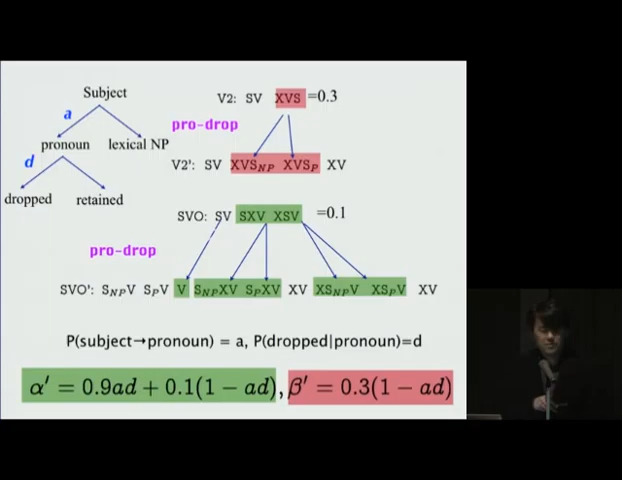 Subject
a
pronoun lexical NP
d
dropped retained
V2: SV XVS =0.3
pro-drop
V2': SV XVS_NP XVS_P XV
SVO: SV SXV XSV =0.1
pro-drop
SVO': S_NPV S_PV V S_NPXV S_PXV XV XS_NPV XS_PV XV
P(subject→pronoun) = a, P(dropped|pronoun)=d
α' = 0.9ad + 0.1(1 − ad), β' = 0.3(1 − ad)